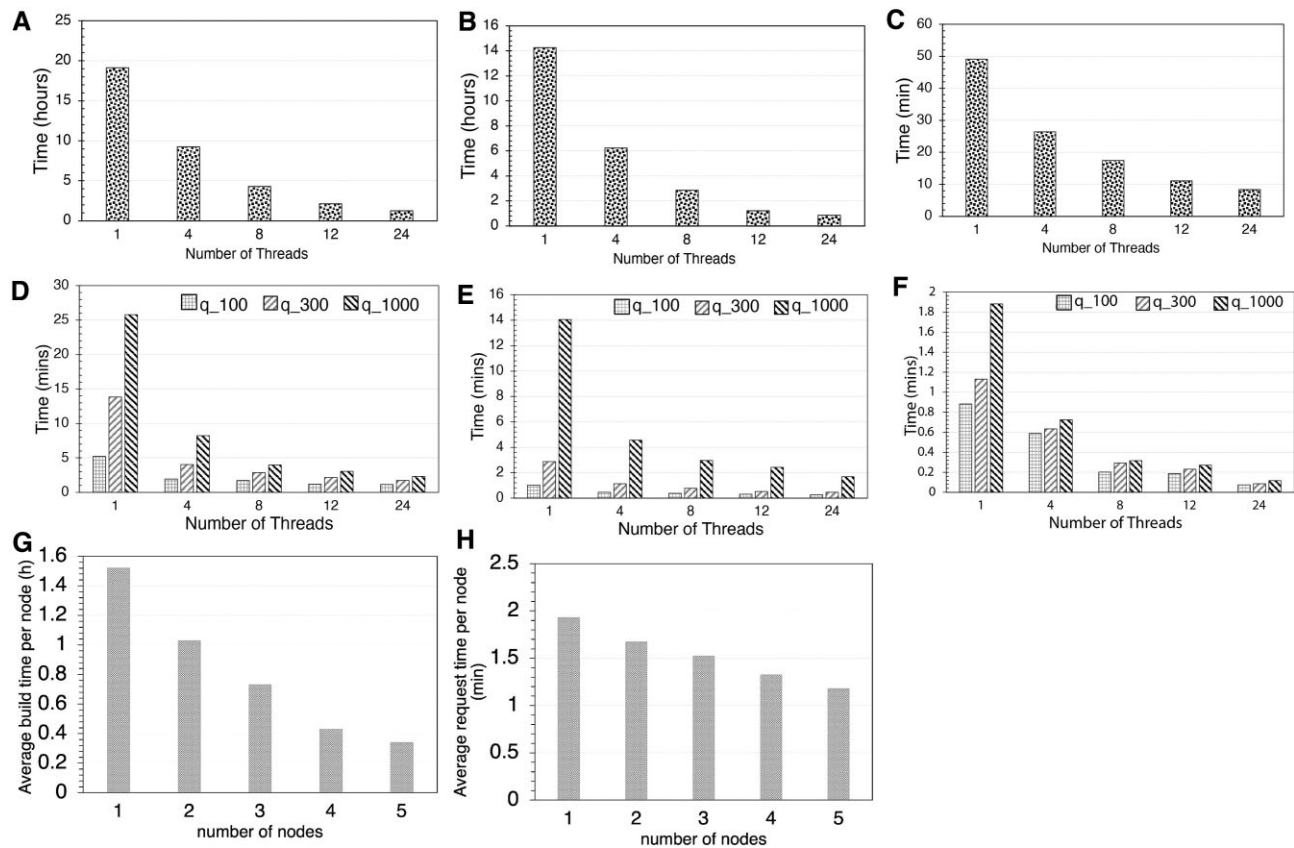 A
Time (hours)
25
20
15
10
5
0
1 4 8 12 24
Number of Threads
B
Time (hours)
16
14
12
10
8
6
4
2
0
1 4 8 12 24
Number of Threads
C
Time (min)
60
50
40
30
20
10
0
1 4 8 12 24
Number of Threads
D
q_100 q_300 q_1000
Time (mins)
30
25
20
15
10
5
0
1 4 8 12 24
Number of Threads
E
q_100 q_300 q_1000
Time (mins)
16
14
12
10
8
6
4
2
0
1 4 8 12 24
Number of Threads
F
q_100 q_300 q_1000
Time (mins)
2
1.8
1.6
1.4
1.2
1
0.8
0.6
0.4
0.2
0
1 4 8 12 24
Number of Threads
G
Average build time per node (h)
1.6
1.4
1.2
1
0.8
0.6
0.4
0.2
0
1 2 3 4 5
number of nodes
H
Average request time per node
(min)
2.5
2
1.5
1
0.5
0
1 2 3 4 5
number of nodes